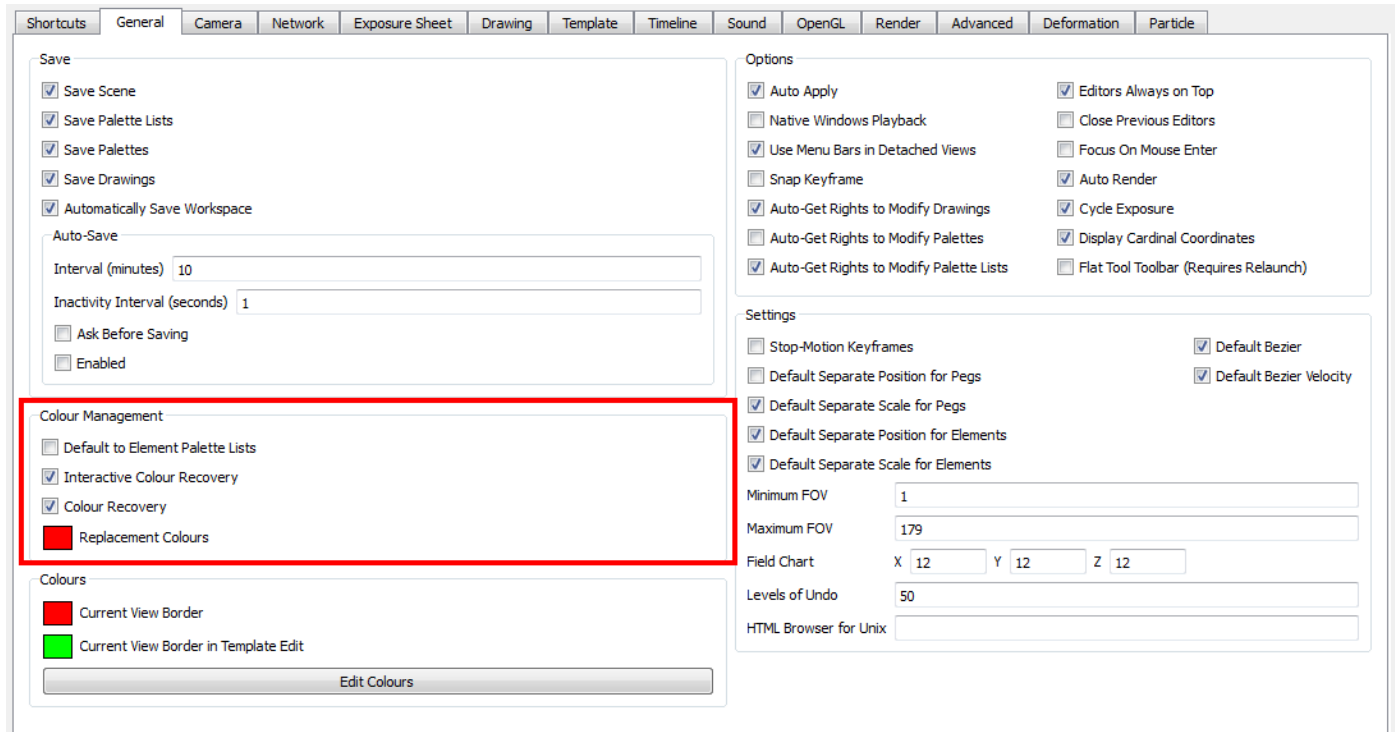 Shortcuts General Camera Network Exposure Sheet Drawing Template Timeline Sound OpenGL Render Advanced Deformation Particle
Save
Save Scene
Save Palette Lists
Save Palettes
Save Drawings
Automatically Save Workspace
Auto-Save
Interval (minutes) 10
Inactivity Interval (seconds) 1
Ask Before Saving
Enabled
Colour Management
Default to Element Palette Lists
Interactive Colour Recovery
Colour Recovery
Replacement Colours
Colours
Current View Border
Current View Border in Template Edit
Edit Colours
Options
Auto Apply Editors Always on Top
Native Windows Playback Close Previous Editors
Use Menu Bars in Detached Views Focus On Mouse Enter
Snap Keyframe Auto Render
Auto-Get Rights to Modify Drawings Cycle Exposure
Auto-Get Rights to Modify Palettes Display Cardinal Coordinates
Auto-Get Rights to Modify Palette Lists Flat Tool Toolbar (Requires Relaunch)
Settings
Stop-Motion Keyframes Default Bezier
Default Separate Position for Pegs Default Bezier Velocity
Default Separate Scale for Pegs
Default Separate Position for Elements
Default Separate Scale for Elements
Minimum FOV 1
Maximum FOV 179
Field Chart X 12 Y 12 Z 12
Levels of Undo 50
HTML Browser for Unix